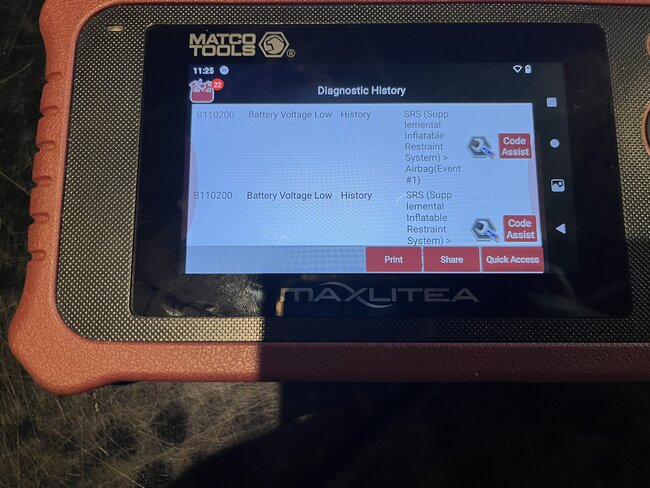 MATCO
TOOLS
®
11:25
22
Diagnostic History
B110200 Battery Voltage Low History SRS (Supp
lemental
Inflatable
Restraint
System) >
Airbag(Event
#1)
Code
Assist
B110200 Battery Voltage Low History SRS (Supp
lemental
Inflatable
Restraint
System) >
Code
Assist
Print Share Quick Access
MAXLITEA